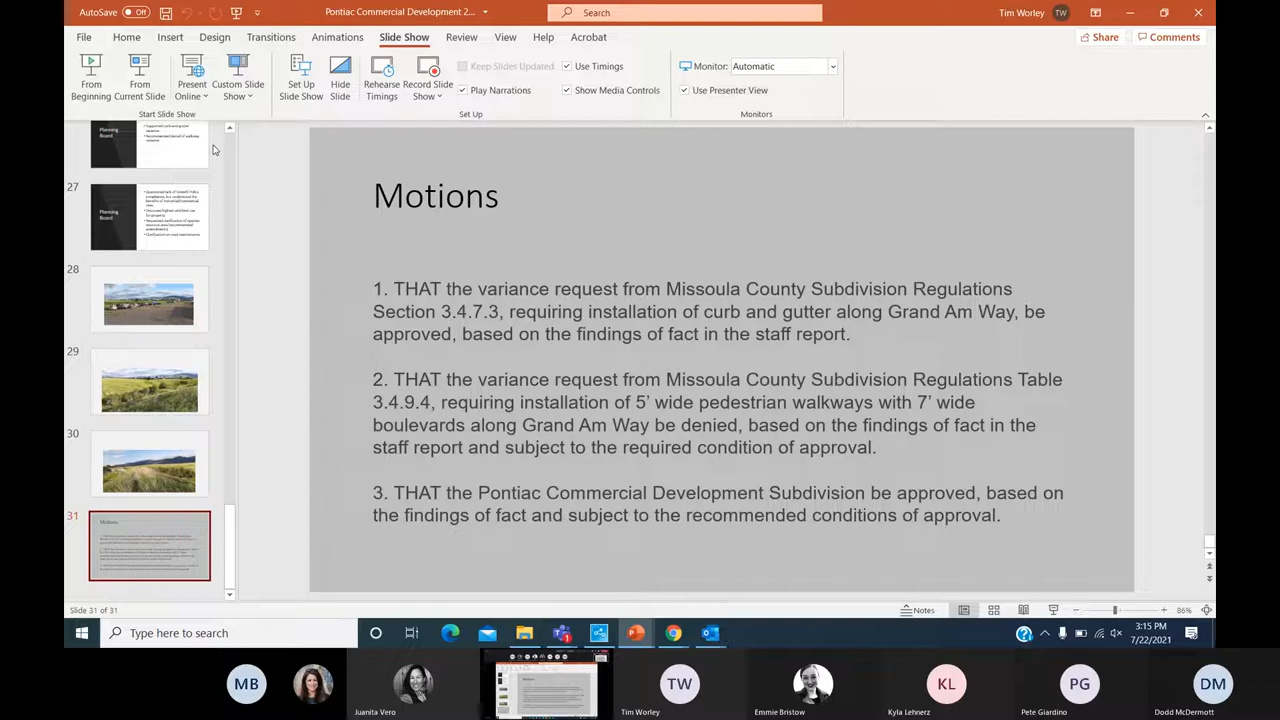 AutoSave Off
Pontiac Commercial Development 2...
Search
Tim Worley TW
File Home Insert Design Transitions Animations Slide Show Review View Help Acrobat
Share Comments
From Beginning
From Current Slide
Present Online
Custom Slide Show
Set Up Slide Show
Hide Slide
Rehearse Timings
Record Slide Show
Keep Slides Updated
Use Timings
Play Narrations
Show Media Controls
Monitor: Automatic
Use Presenter View
Start Slide Show
Set Up
Monitors
Planning Board
27
Planning Board
28
29
30
31
Motions
1. THAT the variance request from Missoula County Subdivision Regulations
Section 3.4.7.3, requiring installation of curb and gutter along Grand Am Way, be
approved, based on the findings of fact in the staff report.
2. THAT the variance request from Missoula County Subdivision Regulations Table
3.4.9.4, requiring installation of 5’ wide pedestrian walkways with 7’ wide
boulevards along Grand Am Way be denied, based on the findings of fact in the
staff report and subject to the required condition of approval.
3. THAT the Pontiac Commercial Development Subdivision be approved, based on
the findings of fact and subject to the recommended conditions of approval.
Slide 31 of 31
Notes
86%
Type here to search
3:15 PM
7/22/2021
MB
TW
KL
PG
DM
Juanita Vero
Tim Worley
Emmie Bristow
Kyla Lehnerz
Pete Giardino
Dodd McDermott